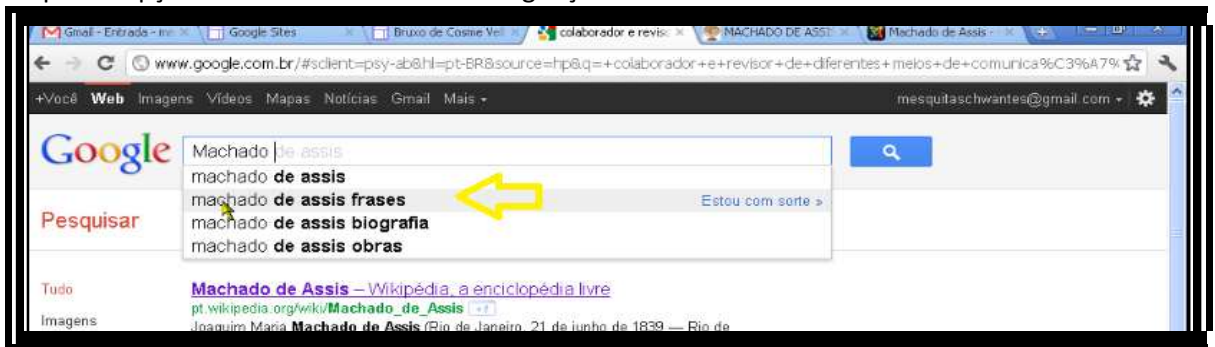 Gmail - Entrada - me Google Sites Bruxo de Cosme Vel colaborador e revis MACHADO DE ASSI Machado de Assis -
www.google.com.br/#sclient=psy-ab&hl=pt-BR&source=hp&q=+colaborador+e+revisor+de+diferentes+meios+de+comunica%C3%A7%
+Você Web Imagens Vídeos Mapas Notícias Gmail Mais mesquitaschwantes@gmail.com
Google Machado de assis
machado de assis
machado de assis frases Estou com sorte »
Pesquisar machado de assis biografia
machado de assis obras
Tudo Machado de Assis – Wikipédia, a enciclopédia livre
pt.wikipedia.org/wiki/Machado_de_Assis +1
Imagens Joaquim Maria Machado de Assis (Rio de Janeiro, 21 de junho de 1839 — Rio de